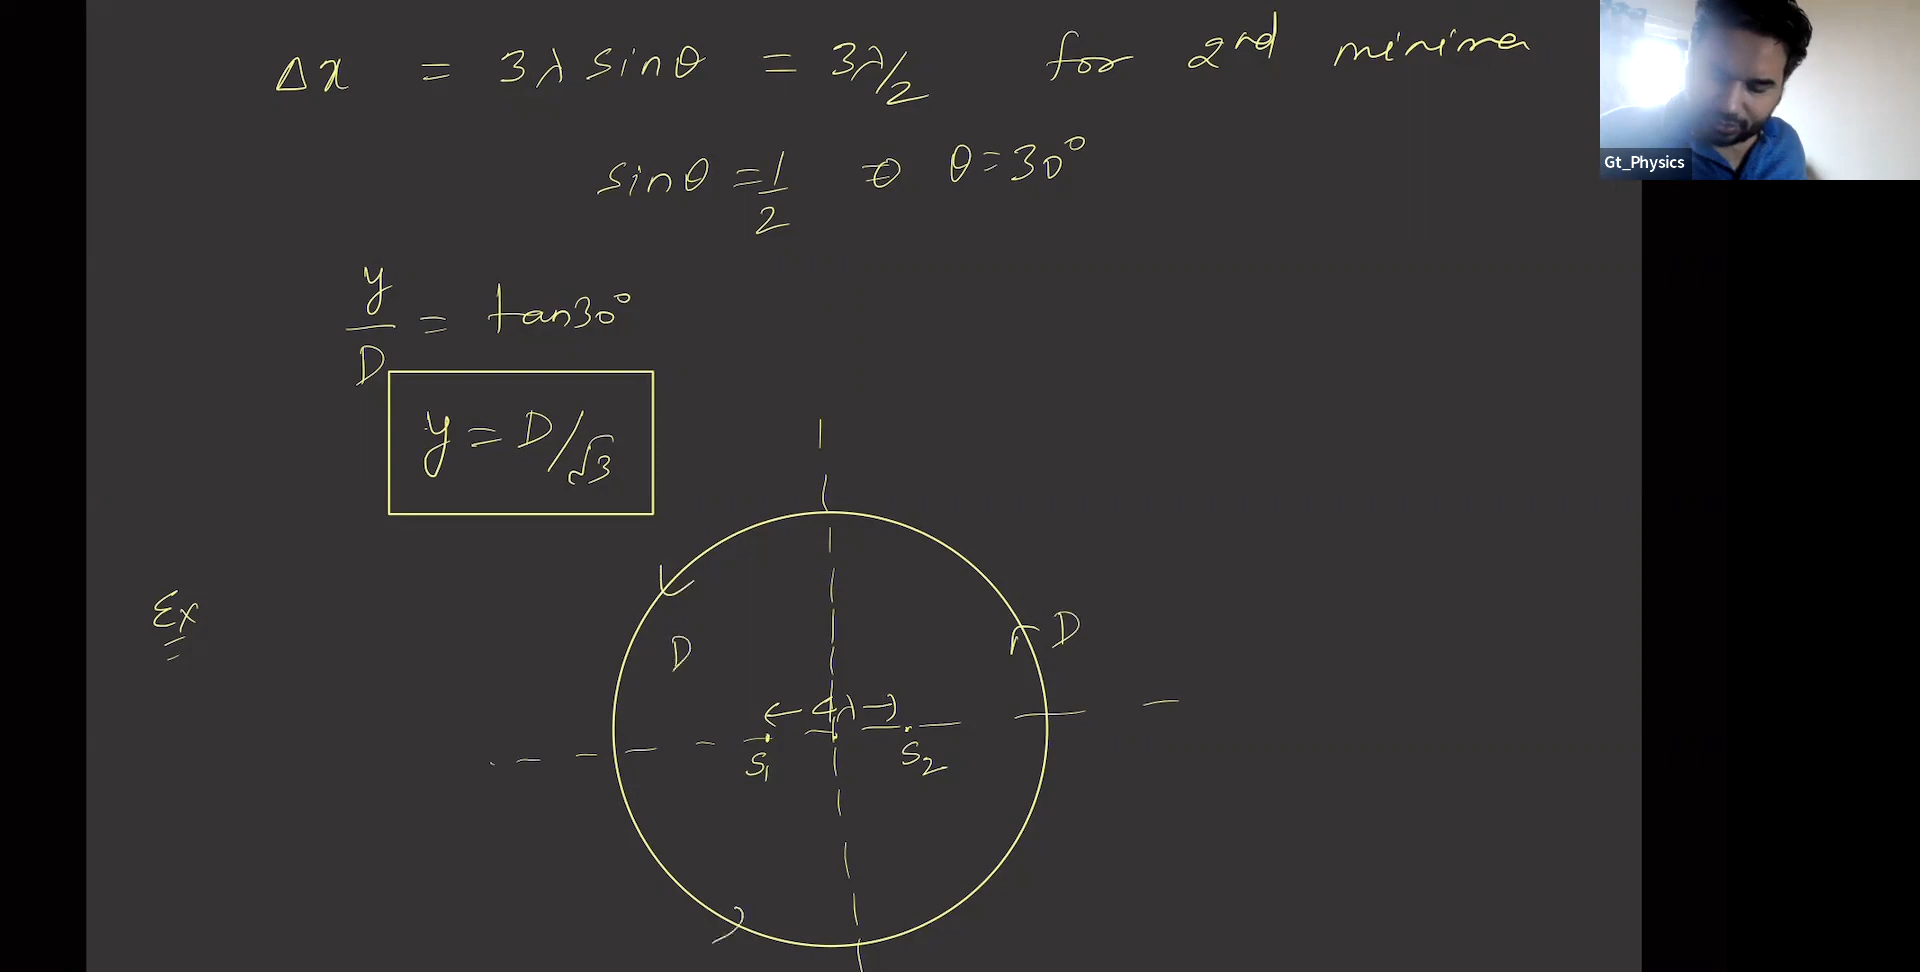 Δx = 3λ sinθ = 3λ/2 for 2nd minima
Gt_Physics
sinθ = 1/2 ⇒ θ = 30°
y/D = tan30°
y = D/√3
Ex
D
D
4λ
S1
S2